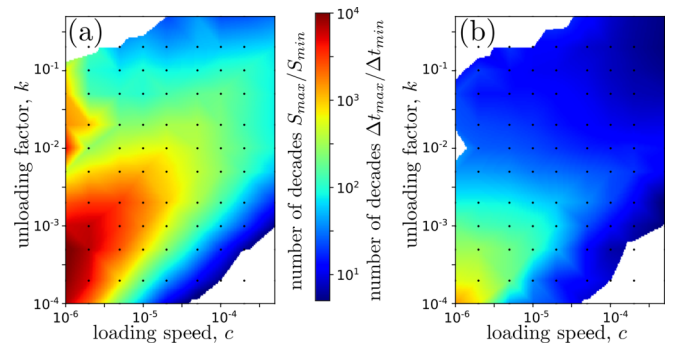 (a)
unloading factor, k
10^-1
10^-2
10^-3
10^-4
10^-6
10^-5
10^-4
loading speed, c
number of decades S_max/S_min
10^4
10^3
10^2
10^1
number of decades Δt_max/Δt_min
(b)
unloading factor, k
10^-1
10^-2
10^-3
10^-4
10^-6
10^-5
10^-4
loading speed, c